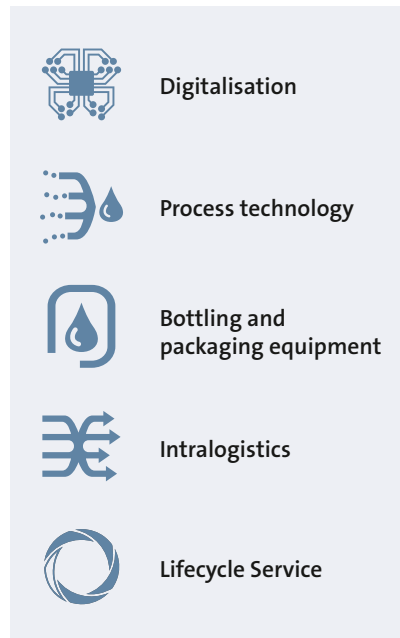 Digitalisation
Process technology
Bottling and
packaging equipment
Intralogistics
Lifecycle Service